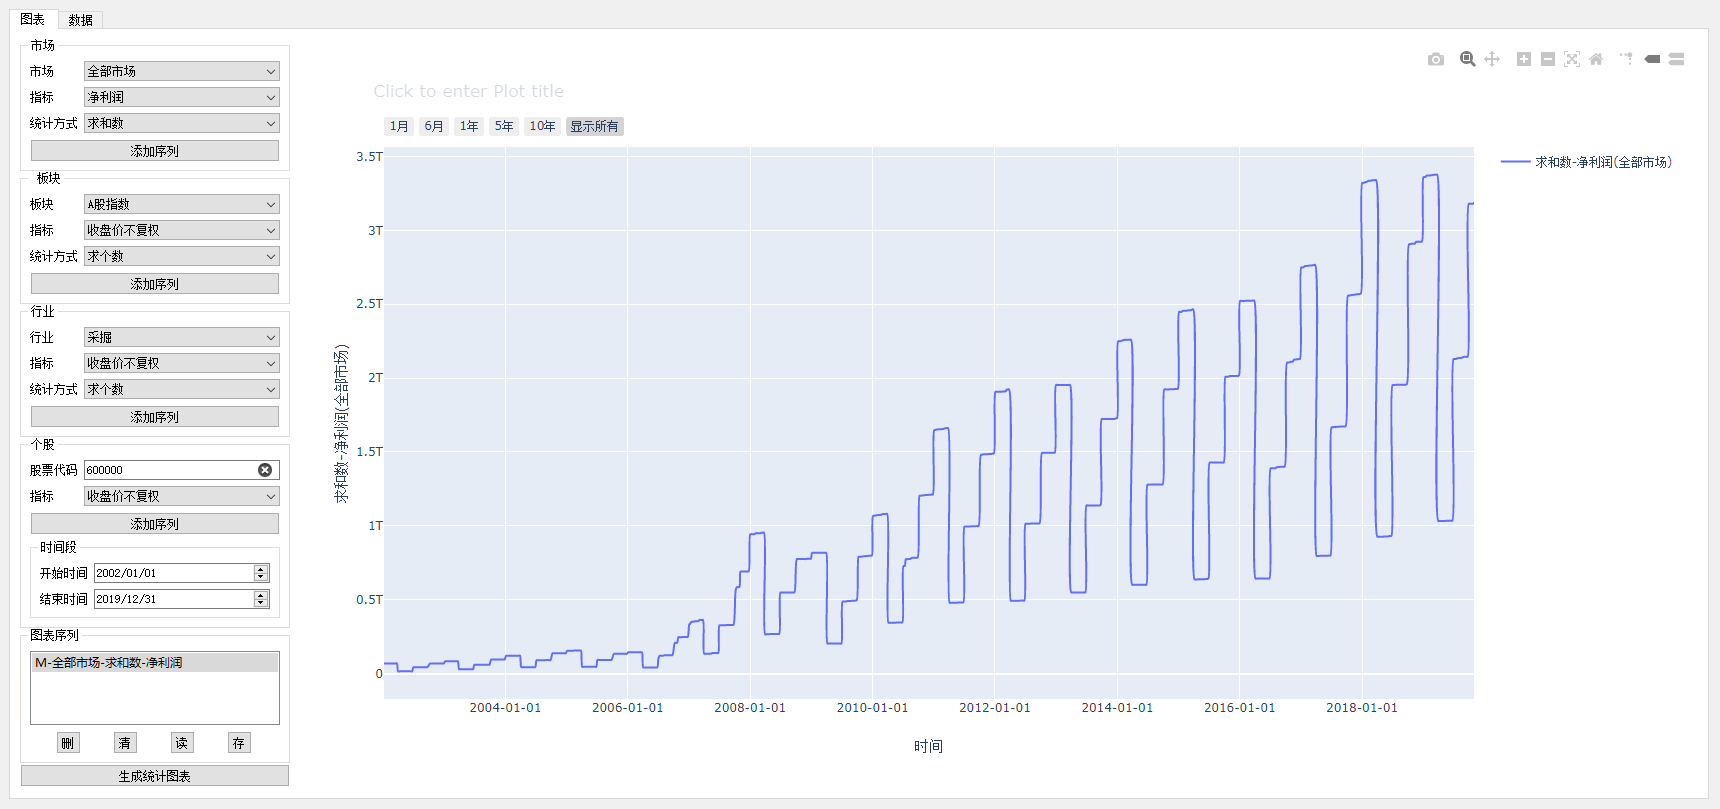 图表 数据
市场
市场 全部市场
指标 净利润
统计方式 求和数
添加序列
板块
板块 A股指数
指标 收盘价不复权
统计方式 求个数
添加序列
行业
行业 采掘
指标 收盘价不复权
统计方式 求个数
添加序列
个股
股票代码 600000
指标 收盘价不复权
添加序列
时间段
开始时间 2002/01/01
结束时间 2019/12/31
图表序列
M-全部市场-求和数-净利润
删 清 读 存
生成统计图表
Click to enter Plot title
1月 6月 1年 5年 10年 显示所有
3.5T
3T
2.5T
2T
1.5T
1T
0.5T
0
求和数-净利润(全部市场)
2004-01-01 2006-01-01 2008-01-01 2010-01-01 2012-01-01 2014-01-01 2016-01-01 2018-01-01
时间
求和数-净利润(全部市场)